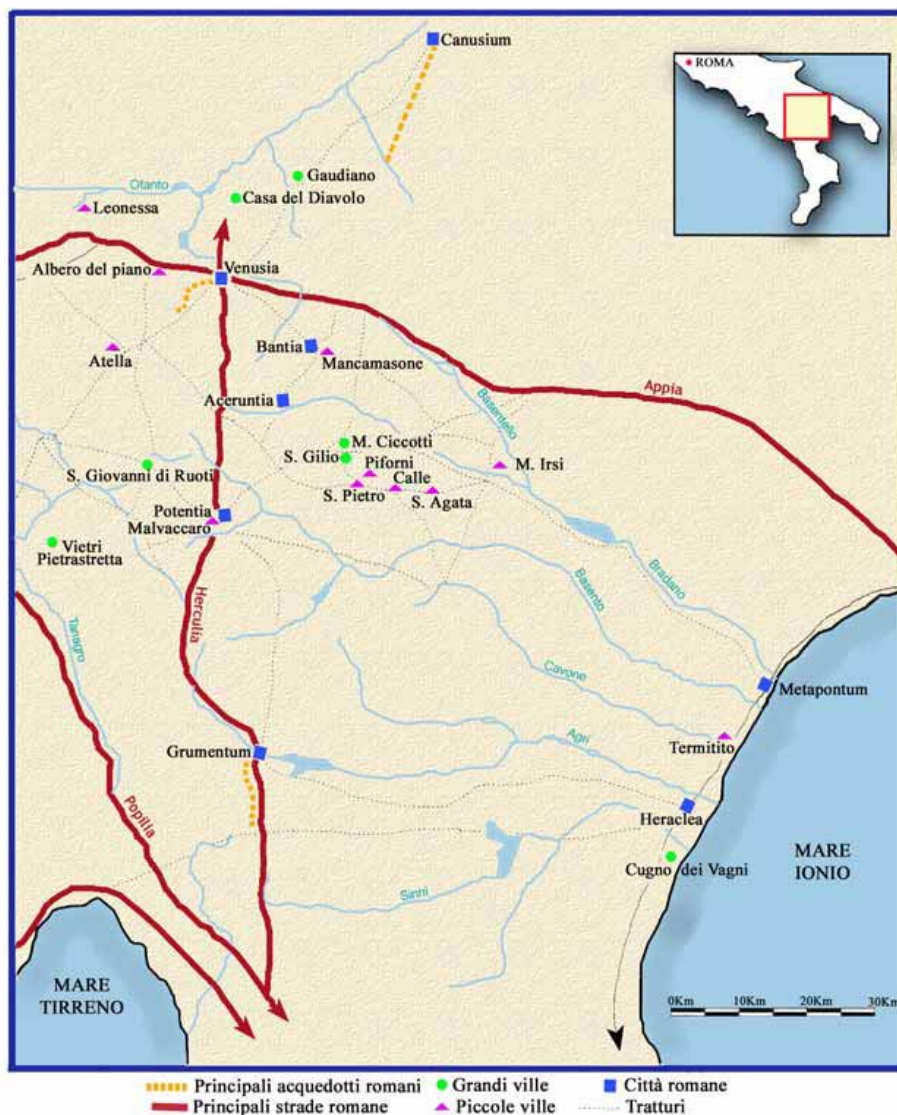 Canusium
ROMA
Gaudiano
Ofanto
Casa del Diavolo
Leonessa
Albero del piano
Venusia
Bantia
Mancamasone
Atella
Appia
Aceruntia
Basentello
M. Ciccotti
S. Gilio
Piforni
M. Irsi
S. Giovanni di Ruoti
Calle
S. Pietro
S. Agata
Potentia
Malvaccaro
Vietri
Pietrastretta
Bradano
Basento
Herculia
Tanagro
Cavone
Metapontum
Termitito
Agri
Grumentum
Popilia
Heraclea
MARE
IONIO
Cugno dei Vagni
Sinni
MARE
TIRRENO
0Km 10Km 20Km 30Km
Principali acquedotti romani Grandi ville Città romane
Principali strade romane Piccole ville Tratturi